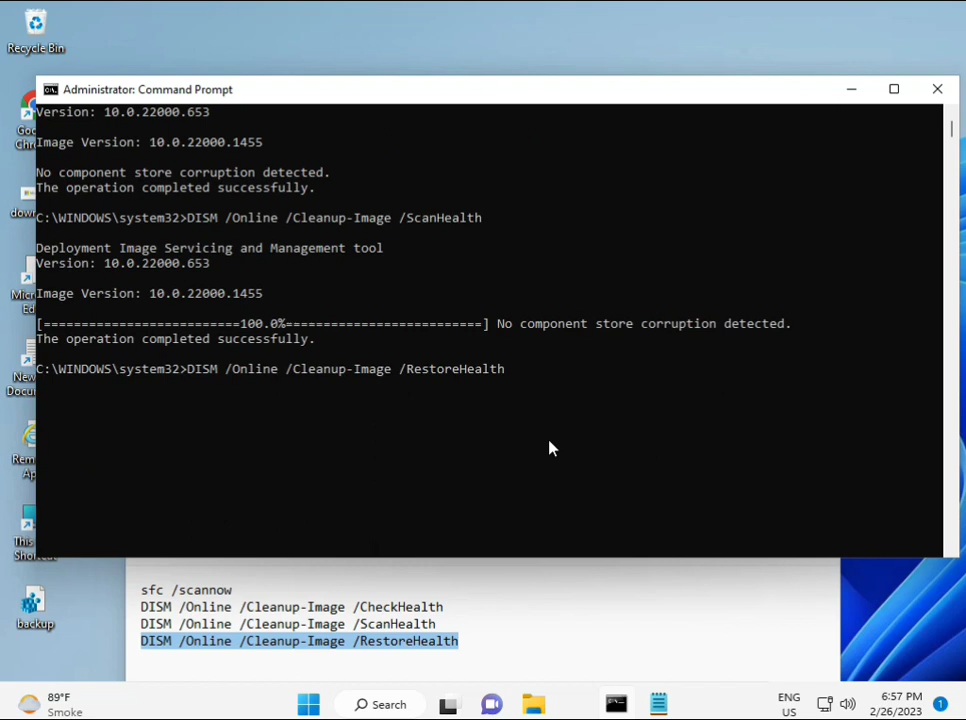 Recycle Bin
Administrator: Command Prompt
Version: 10.0.22000.653
Image Version: 10.0.22000.1455
No component store corruption detected.
The operation completed successfully.
C:\WINDOWS\system32>DISM /Online /Cleanup-Image /ScanHealth
Deployment Image Servicing and Management tool
Version: 10.0.22000.653
Image Version: 10.0.22000.1455
[==========================100.0%==========================] No component store corruption detected.
The operation completed successfully.
C:\WINDOWS\system32>DISM /Online /Cleanup-Image /RestoreHealth
backup
sfc /scannow
DISM /Online /Cleanup-Image /CheckHealth
DISM /Online /Cleanup-Image /ScanHealth
DISM /Online /Cleanup-Image /RestoreHealth
89°F
Smoke
Search
ENG
US
6:57 PM
2/26/2023
1